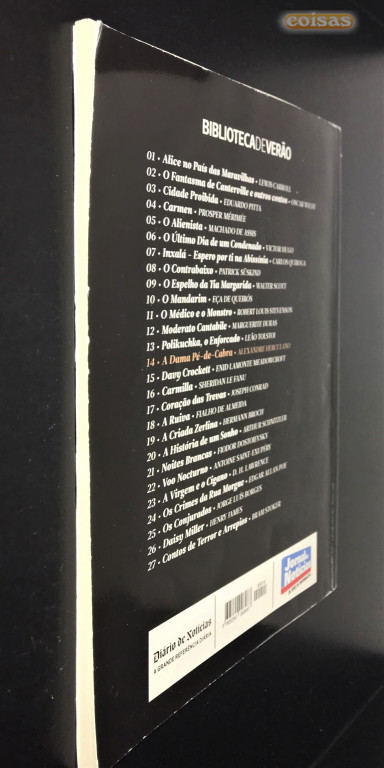 coisas
BIBLIOTECADEVERÃO
01 • Alice no País das Maravilhas • LEWIS CARROLL
02 • O Fantasma de Canterville e outros contos • OSCAR WILDE
03 • Cidade Proibida • EDUARDO PITTA
04 • Carmen • PROSPER MÉRIMÉE
05 • O Alienista • MACHADO DE ASSIS
06 • O Último Dia de um Condenado • VICTOR HUGO
07 • Inxalá - Espero por ti na Abissínia • CARLOS QUIROGA
08 • O Contrabaixo • PATRICK SÜSKIND
09 • O Espelho da Tia Margarida • WALTER SCOTT
10 • O Mandarim • EÇA DE QUEIRÓS
11 • O Médico e o Monstro • ROBERT LOUIS STEVENSON
12 • Moderato Cantabile • MARGUERITE DURAS
13 • Polikuchka, o Enforcado • LEÃO TOLSTOI
14 • A Dama Pé-de-Cabra • ALEXANDRE HERCULANO
15 • Davy Crockett • ENID LAMONTE MEADOWCROFT
16 • Carmilla • SHERIDAN LE FANU
17 • Coração das Trevas • JOSEPH CONRAD
18 • A Ruiva • FIALHO DE ALMEIDA
19 • A Criada Zerlina • HERMANN BROCH
20 • A História de um Sonho • ARTHUR SCHNITZLER
21 • Noites Brancas • FIODOR DOSTOIEVSKY
22 • Voo Nocturno • ANTOINE SAINT-EXUPÉRY
23 • A Virgem e o Cigano • D. H. LAWRENCE
24 • Os Crimes da Rua Morgue • EDGAR ALLAN POE
25 • Os Conjurados • JORGE LUIS BORGES
26 • Daisy Miller • HENRY JAMES
27 • Contos de Terror e Arrepios • BRAM STOKER
Diário de Notícias
A GRANDE REFERÊNCIA DIÁRIA